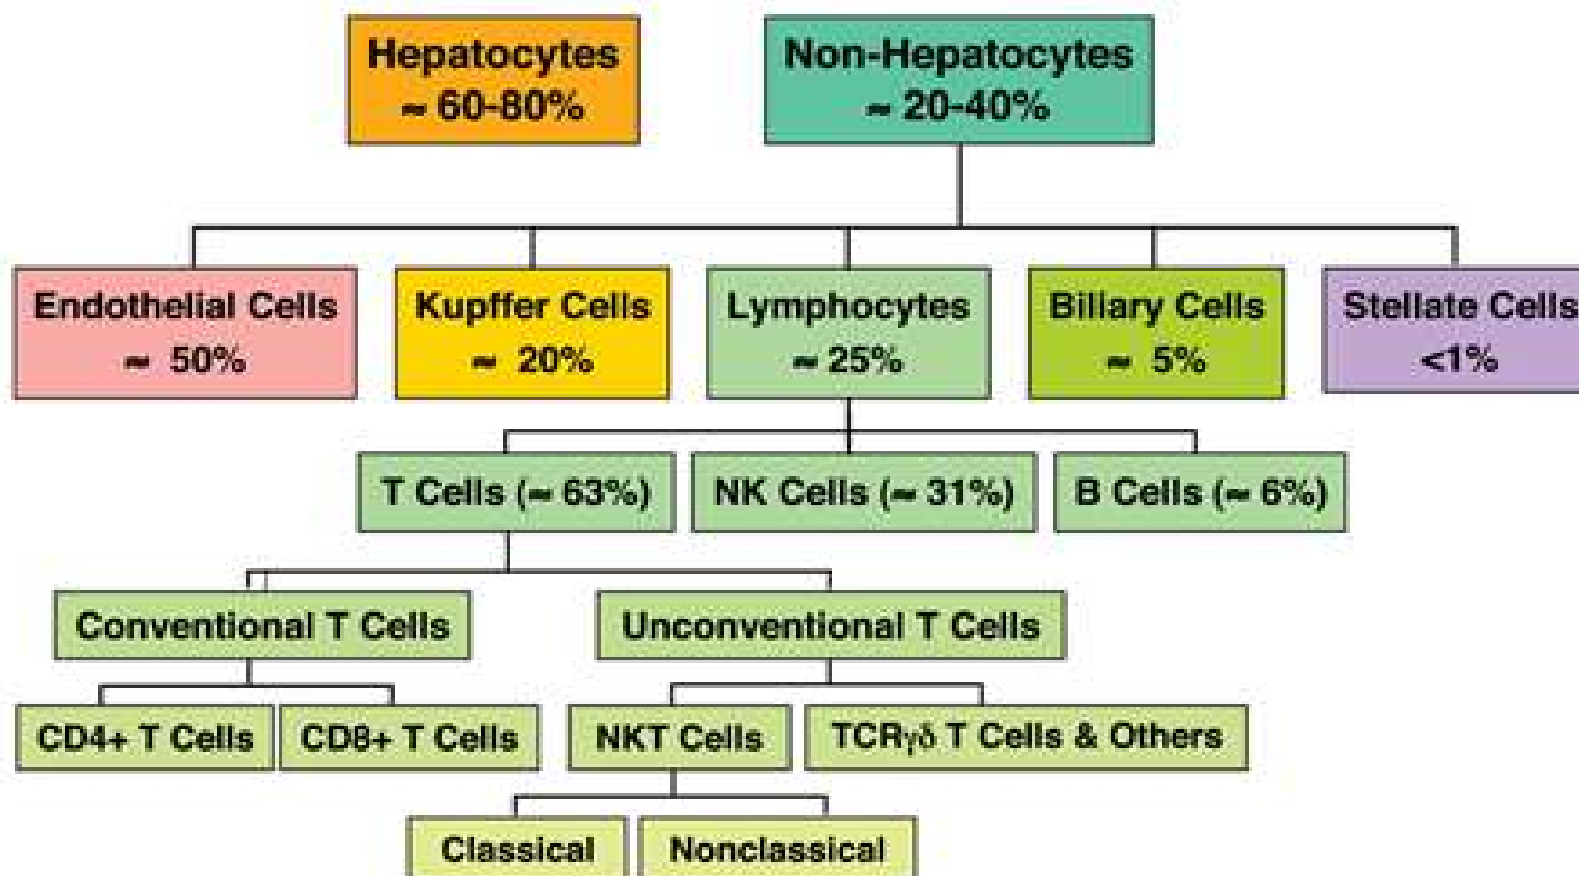 Hepatocytes
≈ 60-80%
Non-Hepatocytes
≈ 20-40%
Endothelial Cells
≈ 50%
Kupffer Cells
≈ 20%
Lymphocytes
≈ 25%
Biliary Cells
≈ 5%
Stellate Cells
<1%
T Cells (≈ 63%)
NK Cells (≈ 31%)
B Cells (≈ 6%)
Conventional T Cells
Unconventional T Cells
CD4+ T Cells
CD8+ T Cells
NKT Cells
TCRγδ T Cells & Others
Classical
Nonclassical